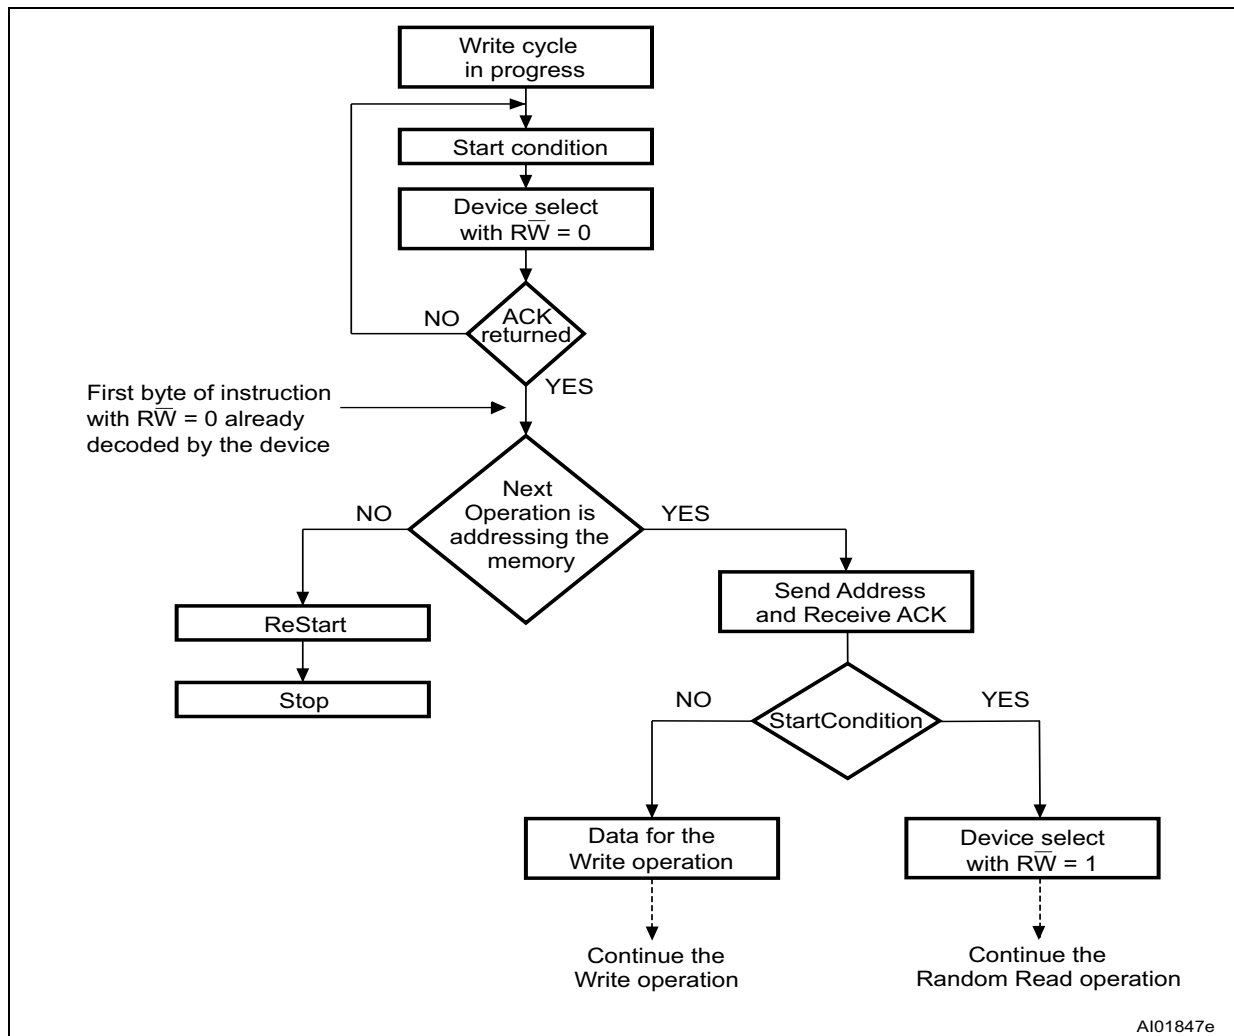 Write cycle
in progress
Start condition
Device select
with RW̅ = 0
ACK
returned
NO
YES
First byte of instruction
with RW̅ = 0 already
decoded by the device
Next
Operation is
addressing the
memory
NO
YES
ReStart
Stop
Send Address
and Receive ACK
StartCondition
NO
YES
Data for the
Write operation
Device select
with RW̅ = 1
Continue the
Write operation
Continue the
Random Read operation
AI01847e